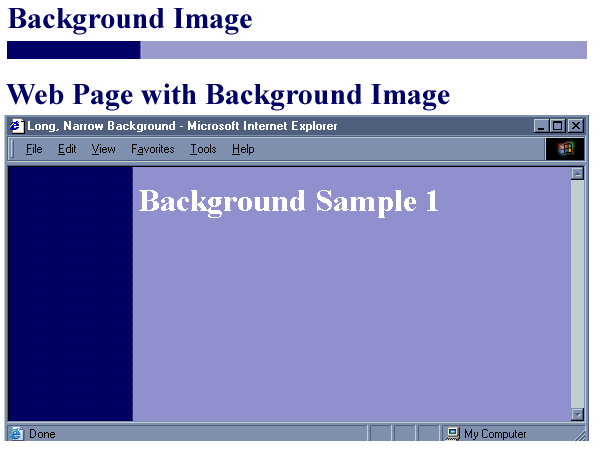 Background Image
Web Page with Background Image
Long, Narrow Background - Microsoft Internet Explorer
File Edit View Favorites Tools Help
Background Sample 1
Done My Computer